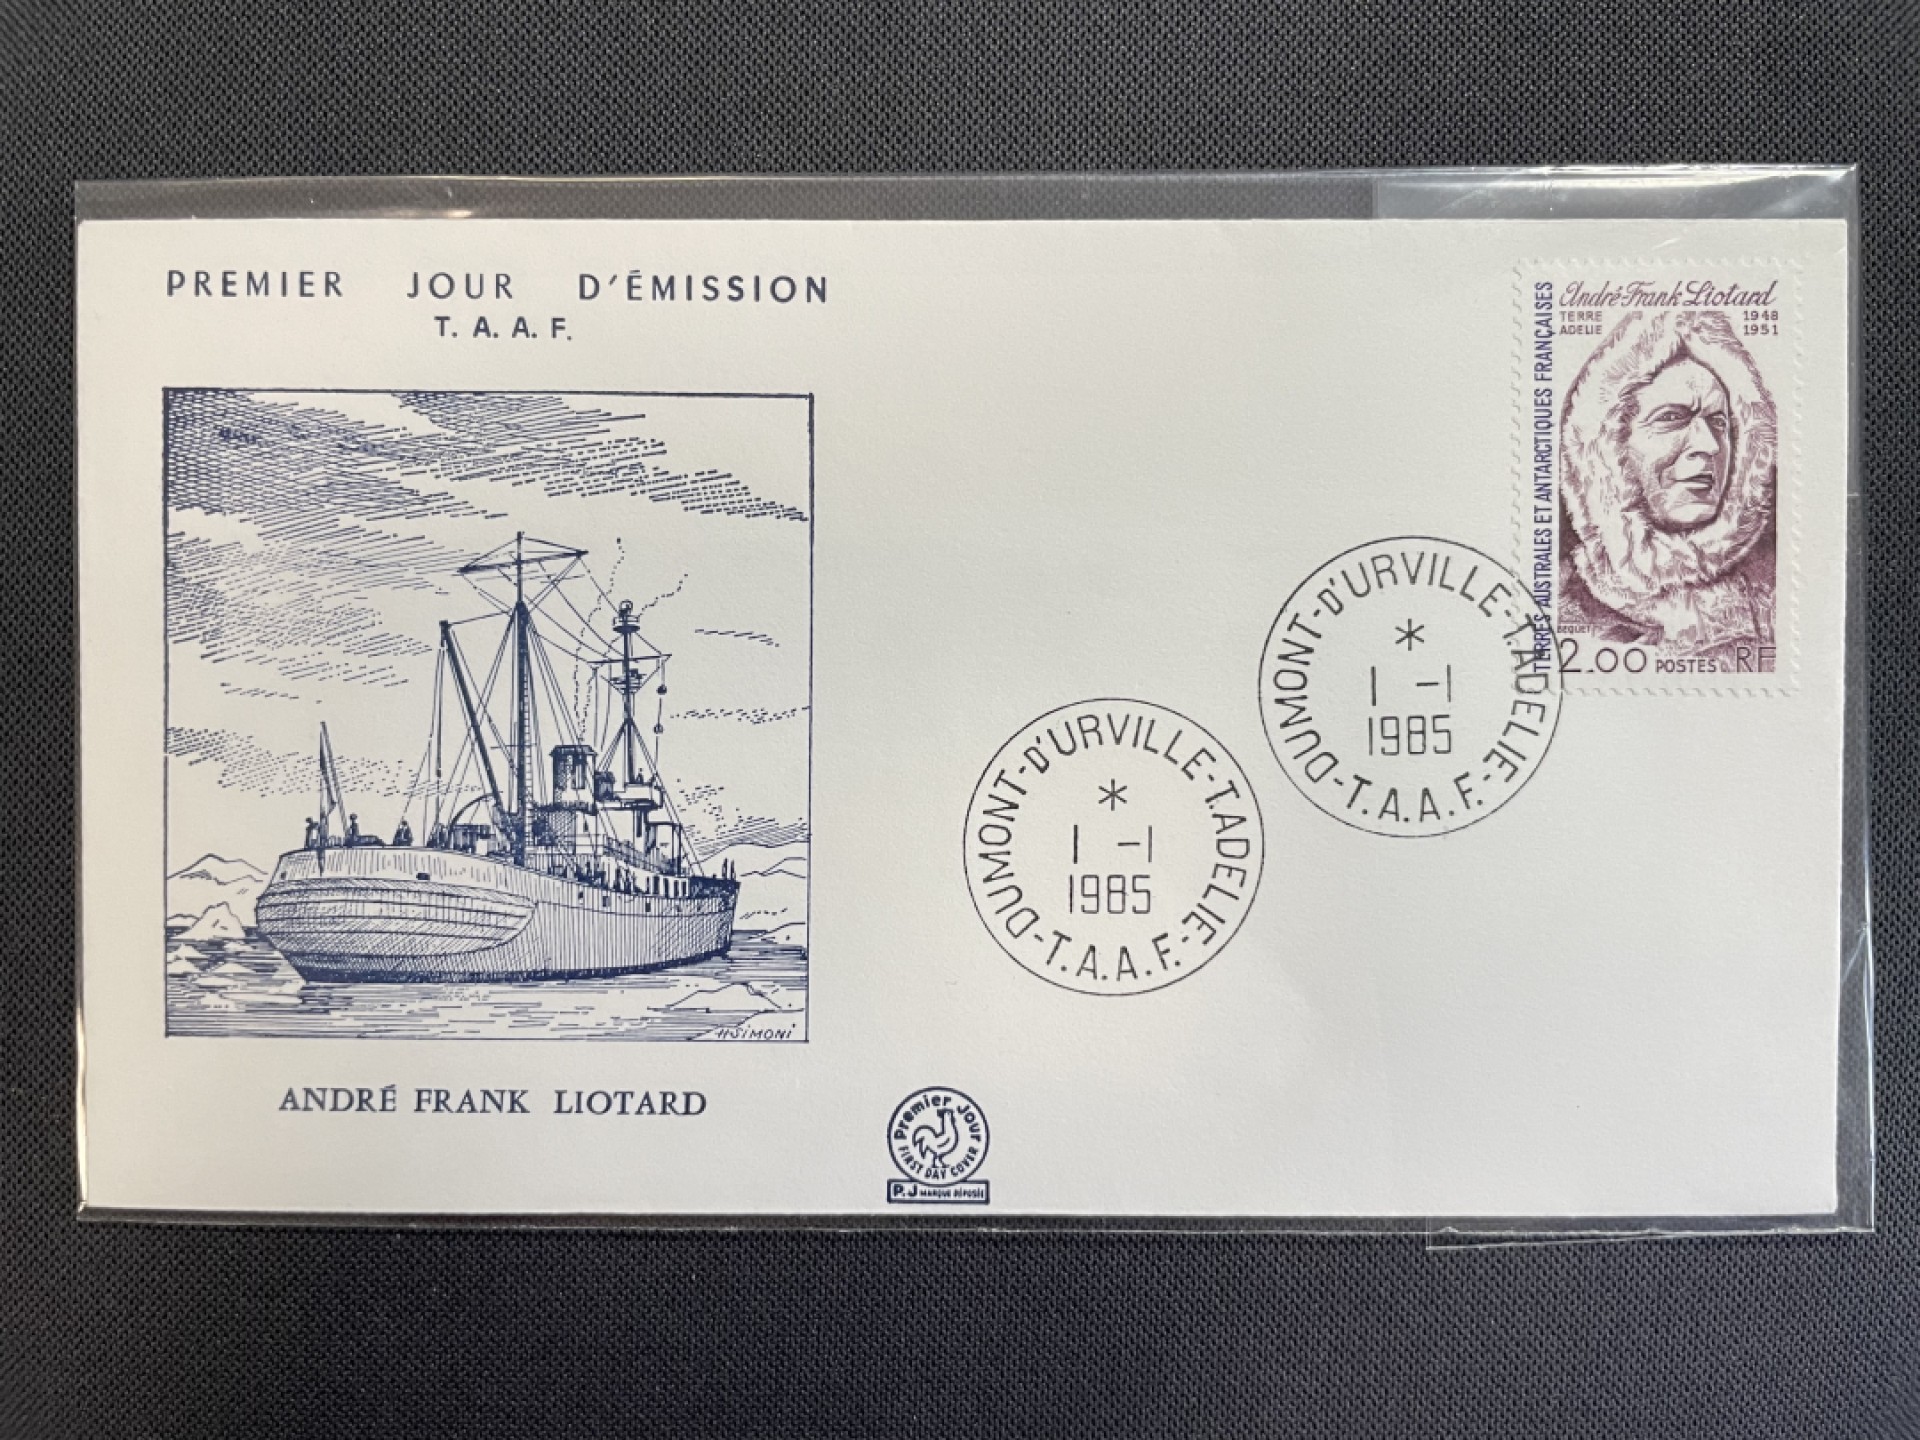 PREMIER JOUR D'ÉMISSION
T. A. A. F.
HSIMONI
ANDRÉ FRANK LIOTARD
Premier Jour
FIRST DAY COVER
P.J MARQUE DÉPOSÉE
DUMONT-D'URVILLE-T.ADELIE
*
1 -1
1985
-T.A.A.F.-
DUMONT-D'URVILLE-T.ADELIE
*
1 -1
1985
-T.A.A.F.-
TERRES AUSTRALES ET ANTARCTIQUES FRANÇAISES
André-Frank Liotard
TERRE 1948
ADELIE 1951
BEQUET
2.00 POSTES RF